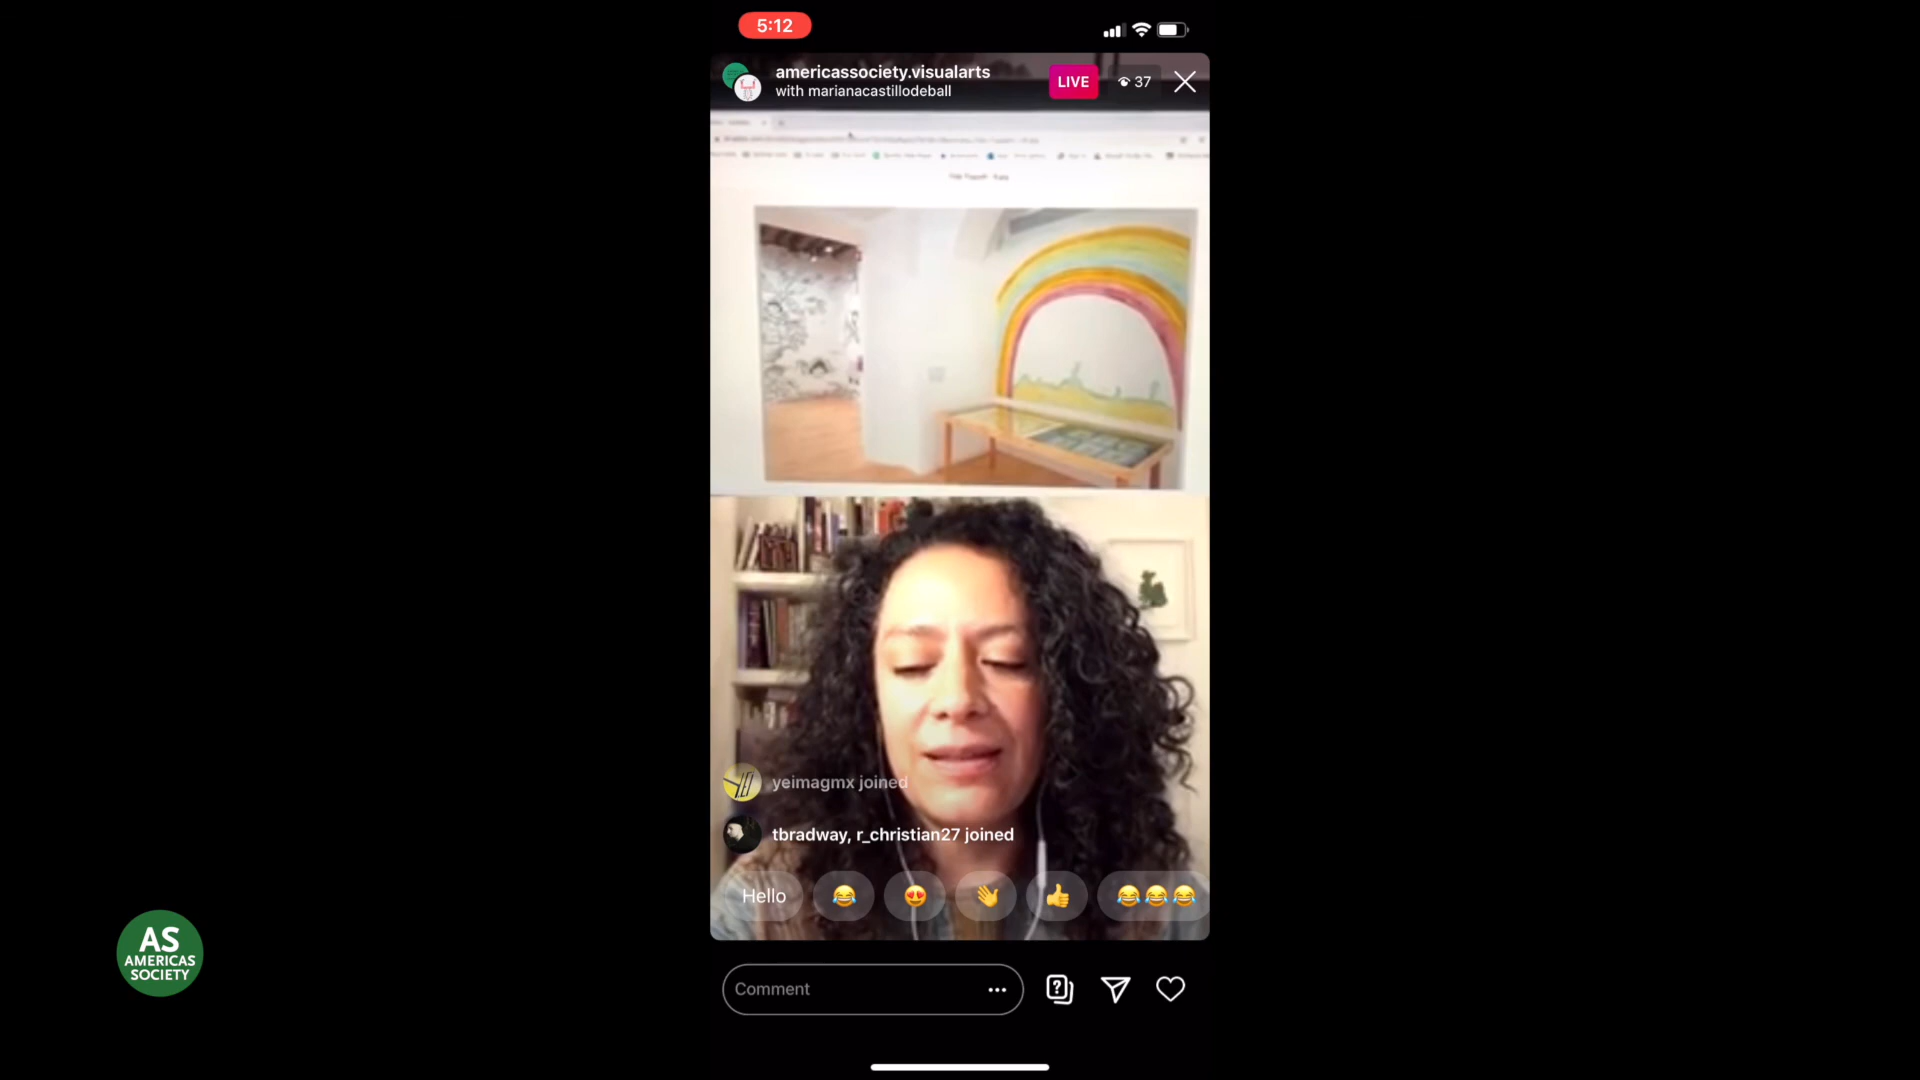 5:12
americassociety.visualarts
with marianacastillodeball
LIVE
37
yeimagmx joined
tbradway, r_christian27 joined
Hello
Comment
AS
AMERICAS
SOCIETY